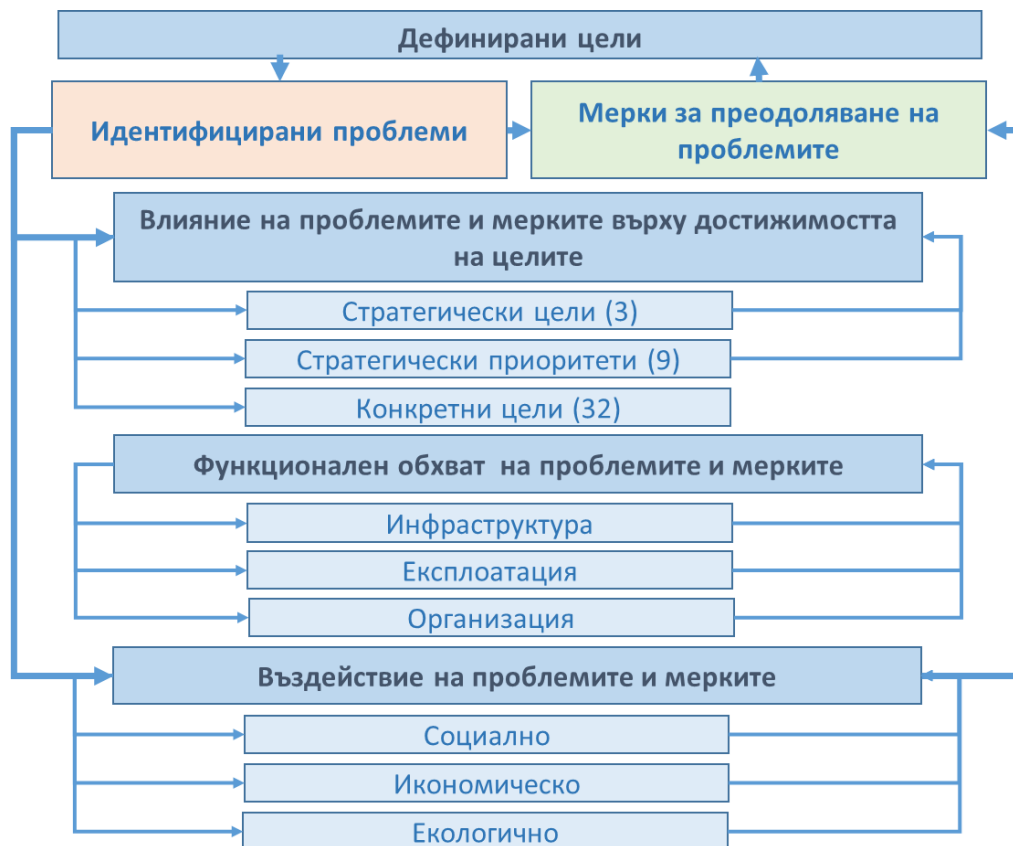 Дефинирани цели
Идентифицирани проблеми
Мерки за преодоляване на
проблемите
Влияние на проблемите и мерките върху достижимостта
на целите
Стратегически цели (3)
Стратегически приоритети (9)
Конкретни цели (32)
Функционален обхват на проблемите и мерките
Инфраструктура
Експлоатация
Организация
Въздействие на проблемите и мерките
Социално
Икономическо
Екологично